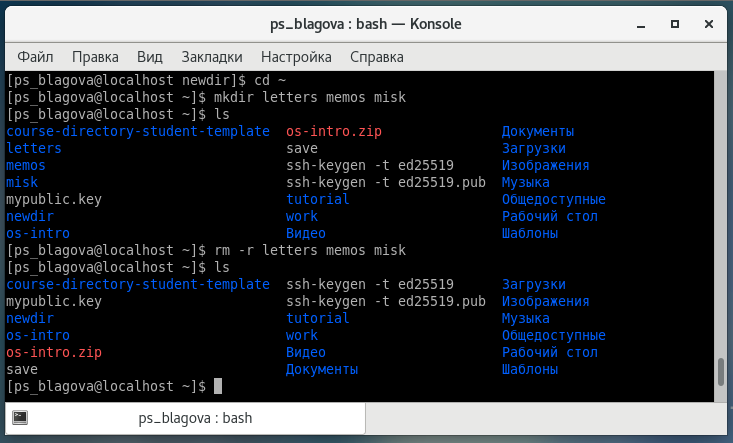 ps_blagova : bash — Konsole
Файл Правка Вид Закладки Настройка Справка
[ps_blagova@localhost newdir]$ cd ~
[ps_blagova@localhost ~]$ mkdir letters memos misk
[ps_blagova@localhost ~]$ ls
course-directory-student-template os-intro.zip Документы
letters save Загрузки
memos ssh-keygen -t ed25519 Изображения
misk ssh-keygen -t ed25519.pub Музыка
mypublic.key tutorial Общедоступные
newdir work Рабочий стол
os-intro Видео Шаблоны
[ps_blagova@localhost ~]$ rm -r letters memos misk
[ps_blagova@localhost ~]$ ls
course-directory-student-template ssh-keygen -t ed25519 Загрузки
mypublic.key ssh-keygen -t ed25519.pub Изображения
newdir tutorial Музыка
os-intro work Общедоступные
os-intro.zip Видео Рабочий стол
save Документы Шаблоны
[ps_blagova@localhost ~]$
ps_blagova : bash